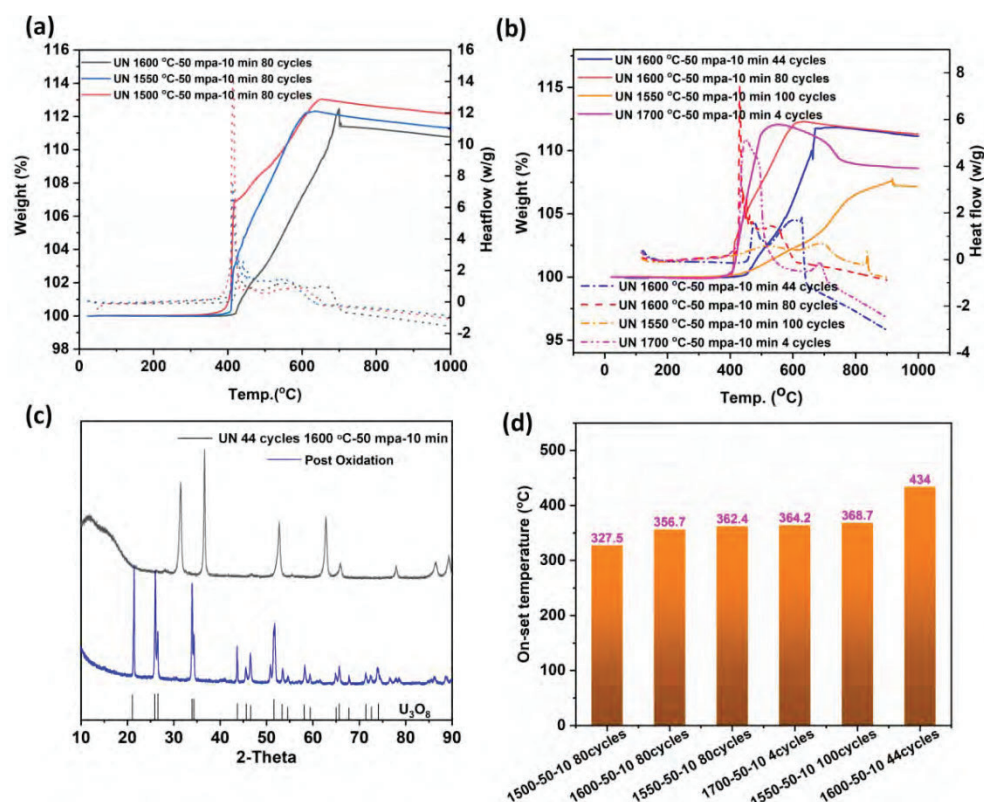 (a)
116
114
112
110
108
106
104
102
100
98
Weight (%)
UN 1600 °C-50 mpa-10 min 80 cycles
UN 1550 °C-50 mpa-10 min 80 cycles
UN 1500 °C-50 mpa-10 min 80 cycles
16
14
12
10
8
6
4
2
0
-2
Heatflow (w/g)
0 200 400 600 800 1000
Temp.(°C)
(b)
115
110
105
100
95
Weight (%)
UN 1600 °C-50 mpa-10 min 44 cycles
UN 1600 °C-50 mpa-10 min 80 cycles
UN 1550 °C-50 mpa-10 min 100 cycles
UN 1700 °C-50 mpa-10 min 4 cycles
UN 1600 °C-50 mpa-10 min 44 cycles
UN 1600 °C-50 mpa-10 min 80 cycles
UN 1550 °C-50 mpa-10 min 100 cycles
UN 1700 °C-50 mpa-10 min 4 cycles
8
6
4
2
0
-2
-4
Heat flow (w/g)
0 200 400 600 800 1000
Temp. (°C)
(c)
UN 44 cycles 1600 °C-50 mpa-10 min
Post Oxidation
U₃O₈
10 20 30 40 50 60 70 80 90
2-Theta
(d)
500
400
300
200
100
0
On-set temperature (°C)
327.5
356.7
362.4
364.2
368.7
434
1500-50-10 80cycles
1600-50-10 80cycles
1550-50-10 80cycles
1700-50-10 4cycles
1550-50-10 100cycles
1600-50-10 44cycles